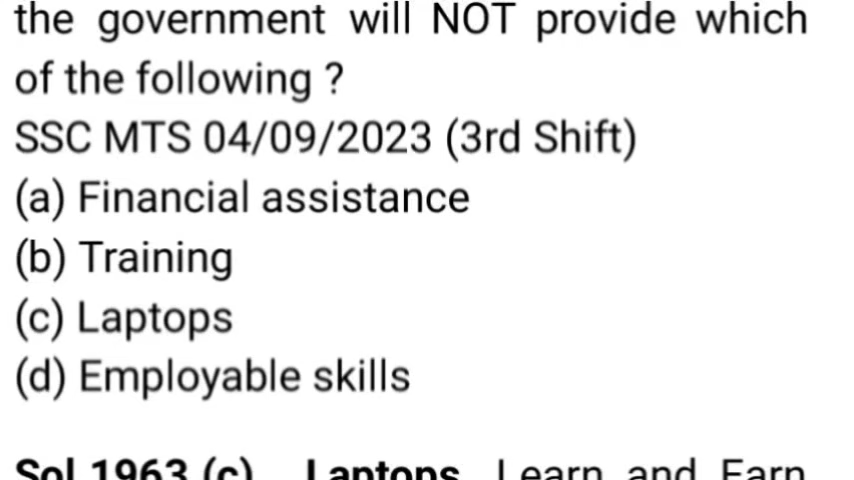 the government will NOT provide which
of the following ?
SSC MTS 04/09/2023 (3rd Shift)
(a) Financial assistance
(b) Training
(c) Laptops
(d) Employable skills
Sol.1963.(c) Laptops. Learn and Earn